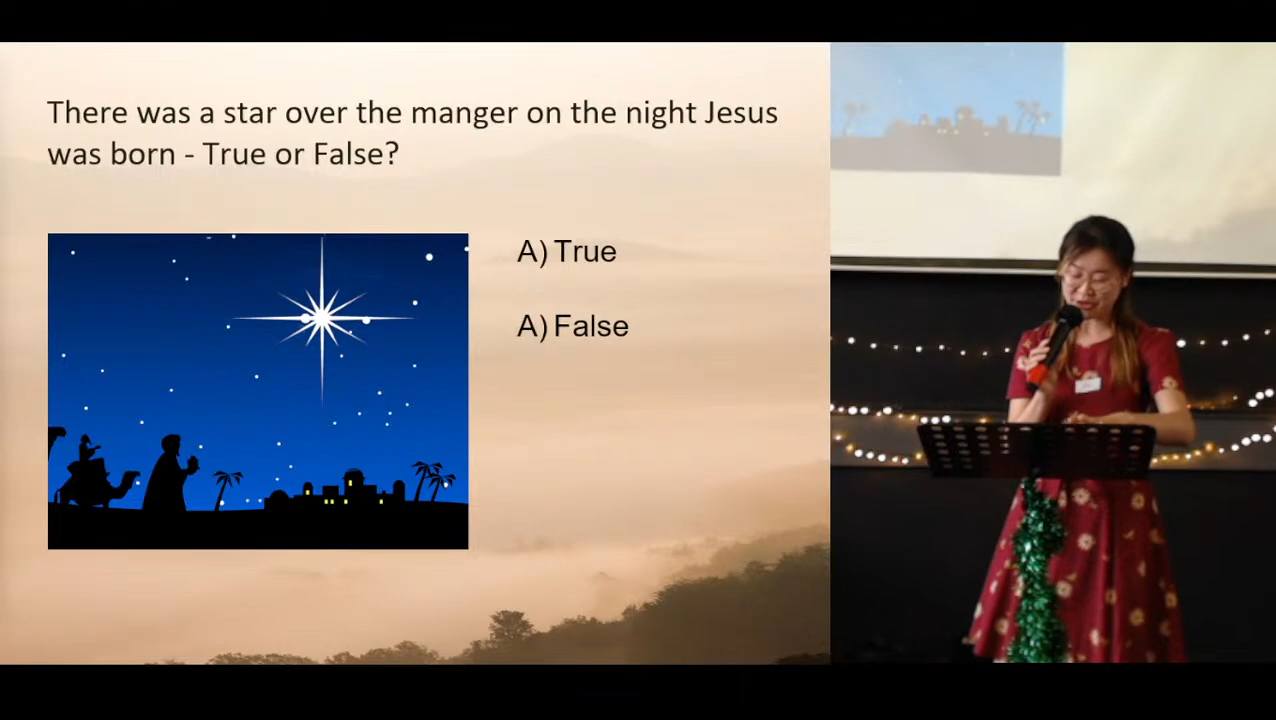 There was a star over the manger on the night Jesus
was born - True or False?
A) True
A) False